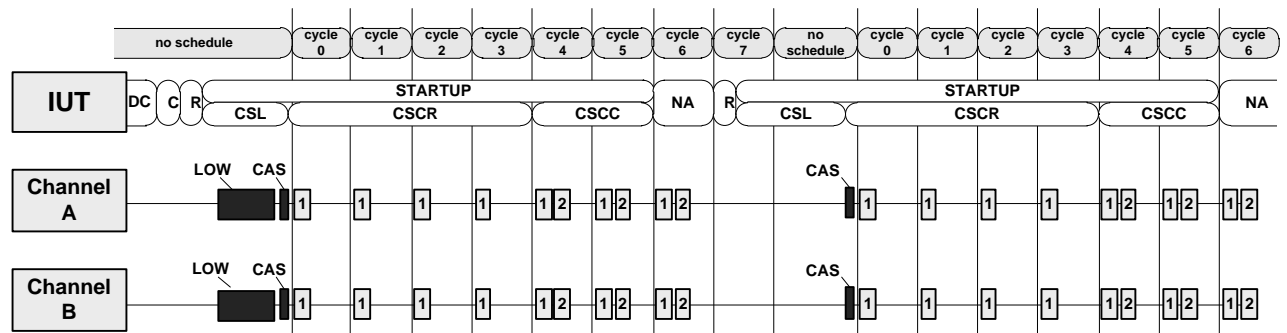 no schedule cycle 0 cycle 1 cycle 2 cycle 3 cycle 4 cycle 5 cycle 6 cycle 7 no schedule cycle 0 cycle 1 cycle 2 cycle 3 cycle 4 cycle 5 cycle 6
IUT DC C R STARTUP NA R STARTUP NA
CSL CSCR CSCC CSL CSCR CSCC
LOW CAS CAS
Channel A 1 1 1 1 1 2 1 2 1 2 1 1 1 1 1 2 1 2 1 2
LOW CAS CAS
Channel B 1 1 1 1 1 2 1 2 1 2 1 1 1 1 1 2 1 2 1 2